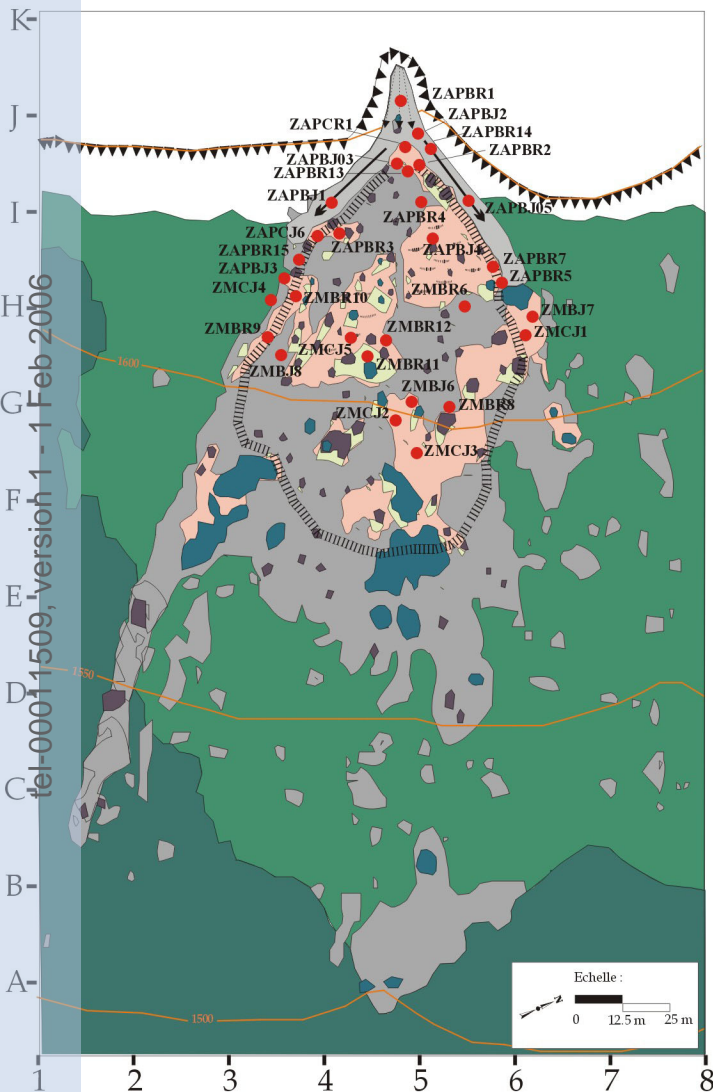 K
J
I
H
G
F
E
D
C
B
A
ZAPBR1
ZAPBJ2
ZAPCR1
ZAPBR14
ZAPBJ03
ZAPBR2
ZAPBR13
ZAPBJ1
ZAPBR4
ZAPBJ05
ZAPCJ6
ZAPBR3
ZAPBJ4
ZAPBR15
ZAPBR7
ZAPBJ3
ZAPBR5
ZMCJ4
ZMBR10
ZMBR6
ZMBJ7
ZMBR9
ZMBR12
ZMCJ1
ZMCJ5
ZMBR11
ZMBJ8
ZMBJ6
ZMBR8
ZMCJ2
ZMCJ3
1600
1550
1500
tel-00011509, version 1 - 1 Feb 2006
Echelle :
N
0 12.5 m 25 m
1 2 3 4 5 6 7 8